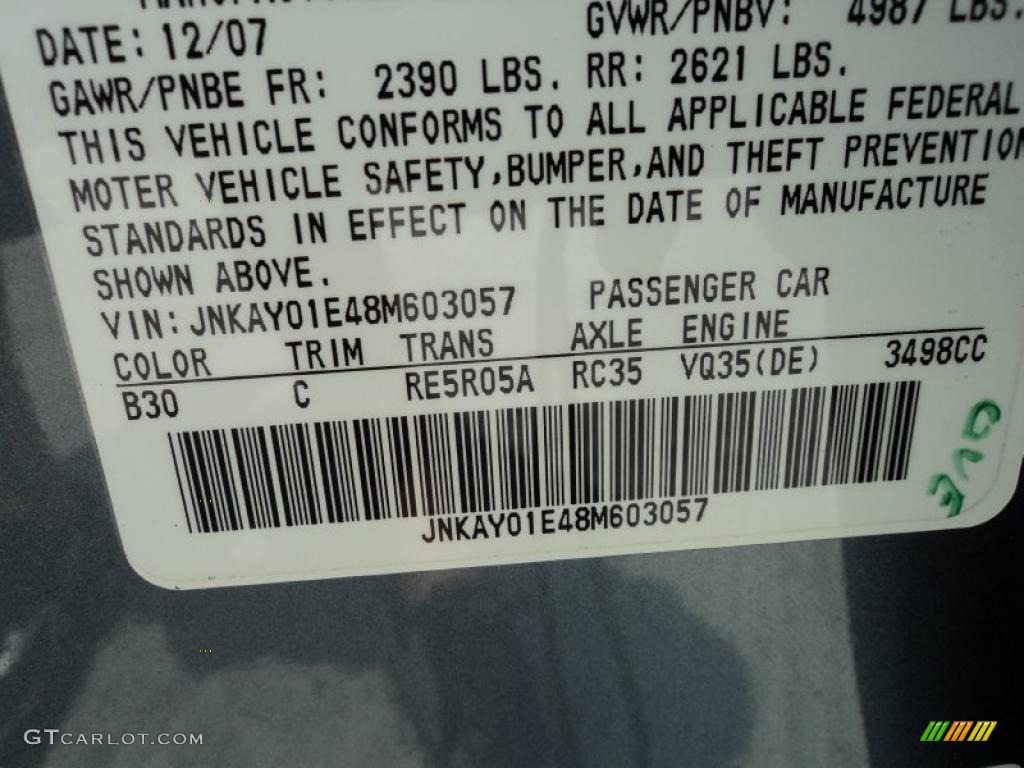 DATE: 12/07 GVWR/PNBV: 4987 LBS.
GAWR/PNBE FR: 2390 LBS. RR: 2621 LBS.
THIS VEHICLE CONFORMS TO ALL APPLICABLE FEDERAL
MOTOR VEHICLE SAFETY,BUMPER,AND THEFT PREVENTION
STANDARDS IN EFFECT ON THE DATE OF MANUFACTURE
SHOWN ABOVE.
VIN: JNKAY01E48M603057 PASSENGER CAR
COLOR TRIM TRANS AXLE ENGINE
B30 C RE5R05A RC35 VQ35(DE) 3498CC
JNKAY01E48M603057
GTCARLOT.COM